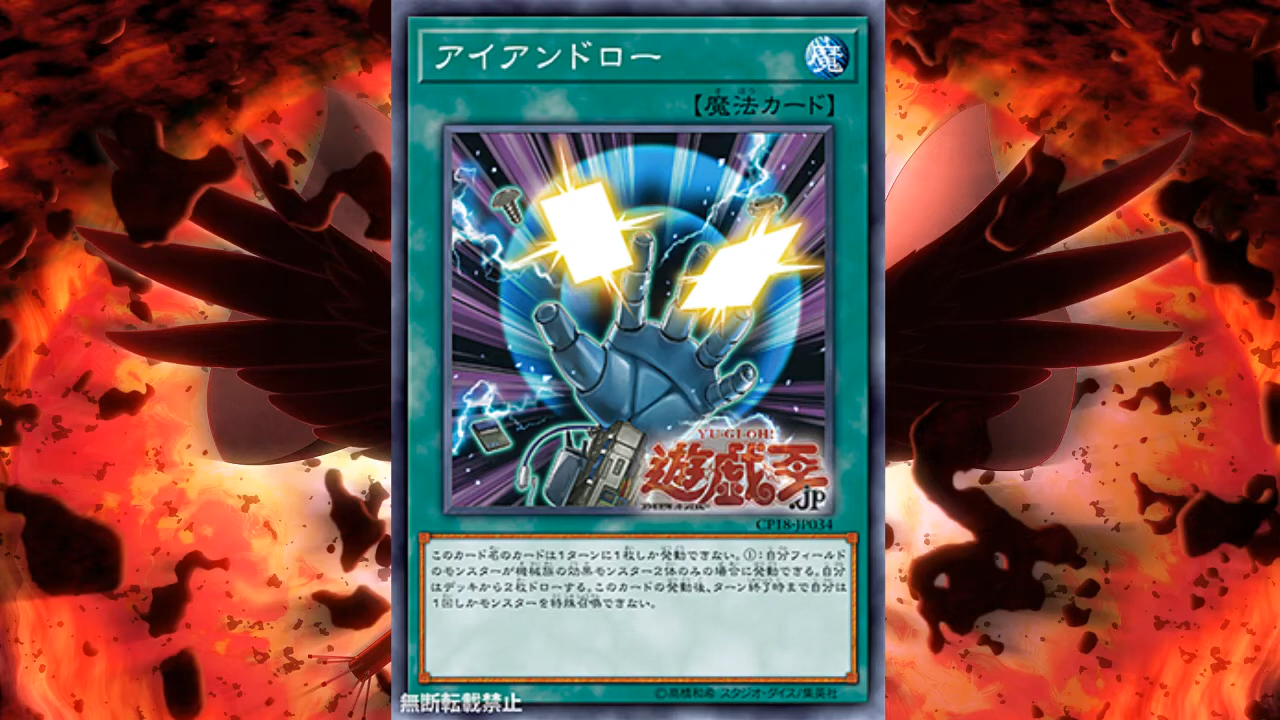 アイアンドロー
魔
【魔法カード】
YU-GI-OH!
遊戯王
.JP
CP18-JP034
このカード名のカードは1ターンに1枚しか発動できない。①:自分フィールド
のモンスターが機械族の効果モンスター2体のみの場合に発動できる。自分
はデッキから2枚ドローする。このカードの発動後、ターン終了時まで自分は
1回しかモンスターを特殊召喚できない。
©高橋和希 スタジオ・ダイス/集英社
無断転載禁止